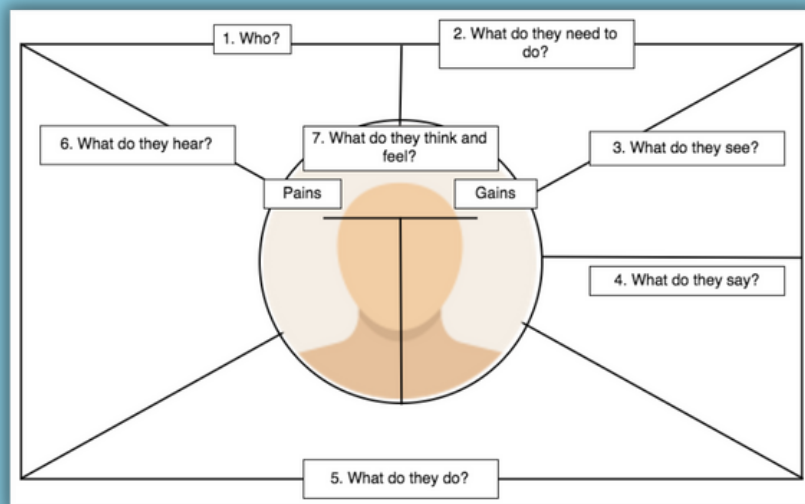 1. Who?
2. What do they need to
do?
6. What do they hear?
7. What do they think and
feel?
3. What do they see?
Pains
Gains
4. What do they say?
5. What do they do?